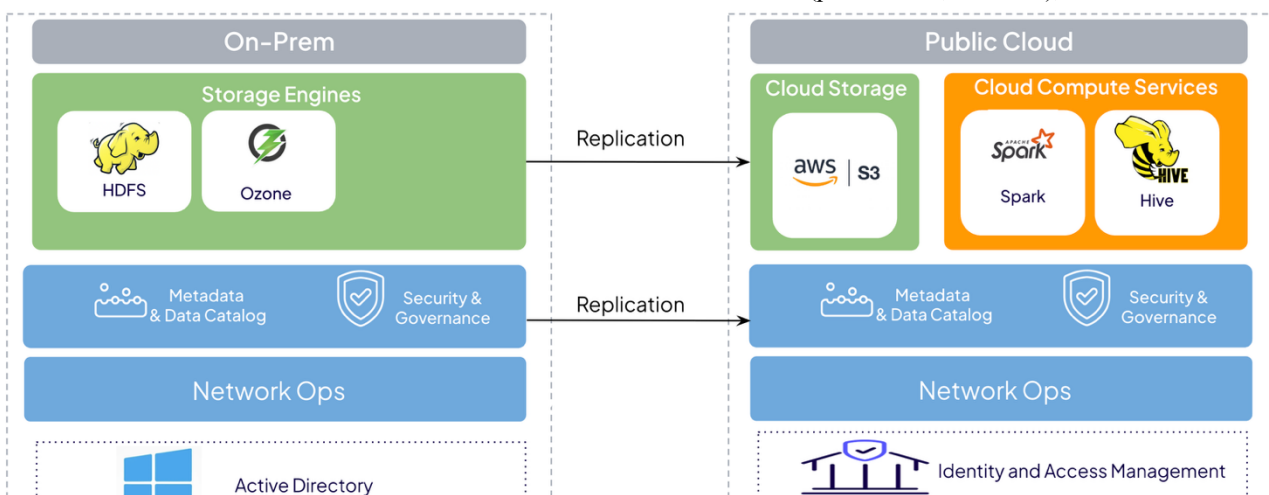 On-Prem
Storage Engines
HDFS
Ozone
Metadata
& Data Catalog
Security &
Governance
Network Ops
Active Directory
Replication
Replication
Public Cloud
Cloud Storage
aws | S3
Cloud Compute Services
APACHE
Spark
Spark
HIVE
Hive
Metadata
& Data Catalog
Security &
Governance
Network Ops
Identity and Access Management